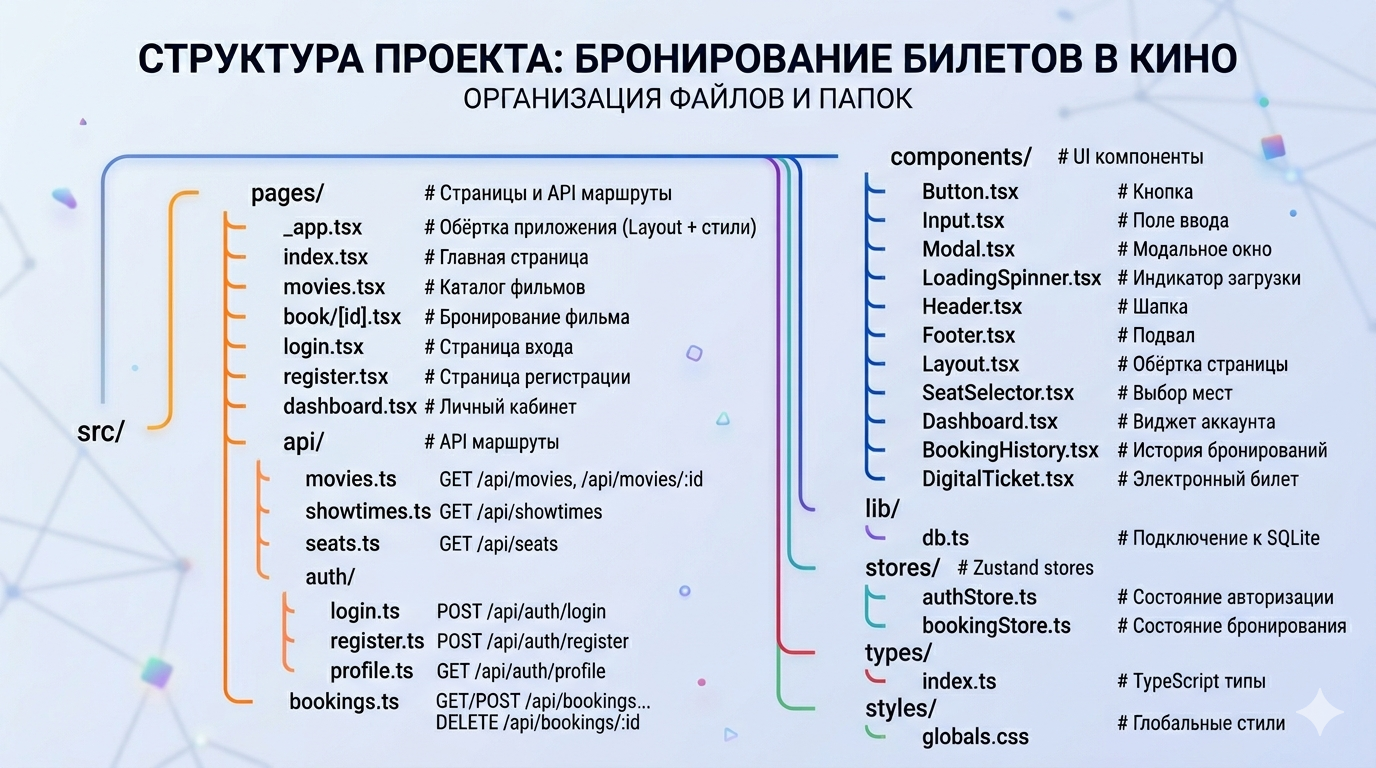 СТРУКТУРА ПРОЕКТА: БРОНИРОВАНИЕ БИЛЕТОВ В КИНО
ОРГАНИЗАЦИЯ ФАЙЛОВ И ПАПОК
src/
pages/ # Страницы и API маршруты
_app.tsx # Обёртка приложения (Layout + стили)
index.tsx # Главная страница
movies.tsx # Каталог фильмов
book/[id].tsx # Бронирование фильма
login.tsx # Страница входа
register.tsx # Страница регистрации
dashboard.tsx # Личный кабинет
api/ # API маршруты
movies.ts GET /api/movies, /api/movies/:id
showtimes.ts GET /api/showtimes
seats.ts GET /api/seats
auth/
login.ts POST /api/auth/login
register.ts POST /api/auth/register
profile.ts GET /api/auth/profile
bookings.ts GET/POST /api/bookings...
DELETE /api/bookings/:id
components/ # UI компоненты
Button.tsx # Кнопка
Input.tsx # Поле ввода
Modal.tsx # Модальное окно
LoadingSpinner.tsx # Индикатор загрузки
Header.tsx # Шапка
Footer.tsx # Подвал
Layout.tsx # Обёртка страницы
SeatSelector.tsx # Выбор мест
Dashboard.tsx # Виджет аккаунта
BookingHistory.tsx # История бронирований
DigitalTicket.tsx # Электронный билет
lib/
db.ts # Подключение к SQLite
stores/ # Zustand stores
authStore.ts # Состояние авторизации
bookingStore.ts # Состояние бронирования
types/
index.ts # TypeScript типы
styles/
# Глобальные стили
globals.css